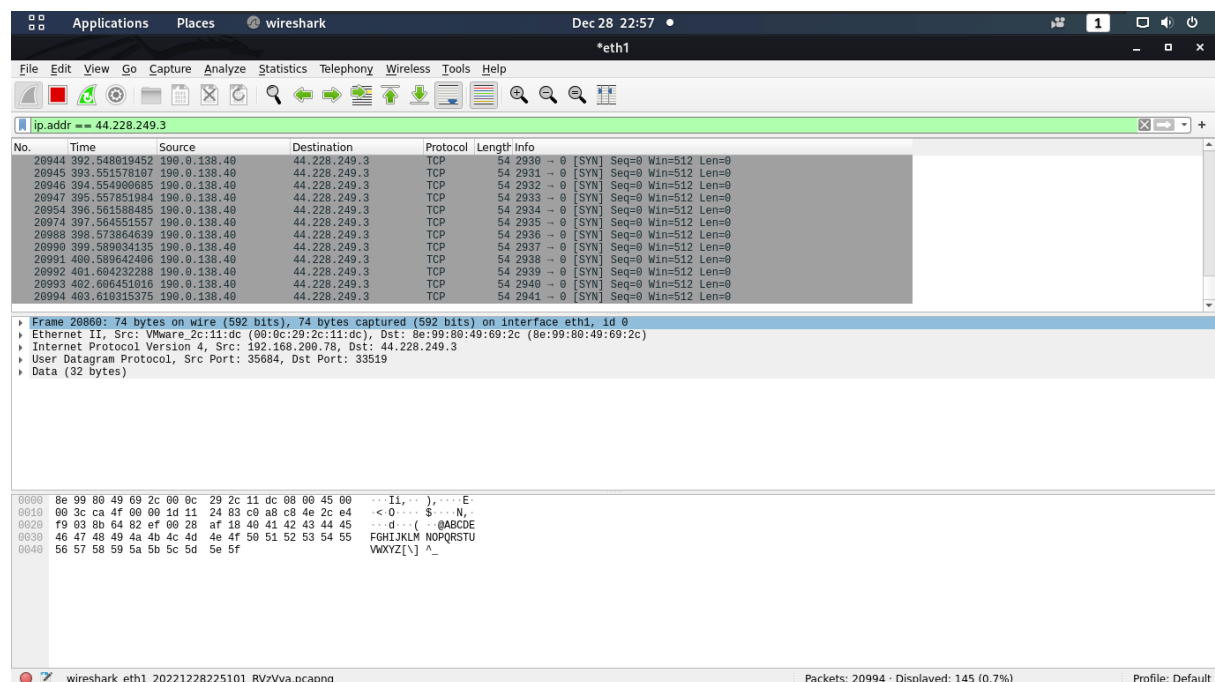 Applications Places wireshark Dec 28 22:57 1
*eth1
File Edit View Go Capture Analyze Statistics Telephony Wireless Tools Help
ip.addr == 44.228.249.3
No. Time Source Destination Protocol Length Info
20944 392.548019452 190.0.138.40 44.228.249.3 TCP 54 2930 → 0 [SYN] Seq=0 Win=512 Len=0
20945 393.551578107 190.0.138.40 44.228.249.3 TCP 54 2931 → 0 [SYN] Seq=0 Win=512 Len=0
20946 394.554900685 190.0.138.40 44.228.249.3 TCP 54 2932 → 0 [SYN] Seq=0 Win=512 Len=0
20947 395.557851984 190.0.138.40 44.228.249.3 TCP 54 2933 → 0 [SYN] Seq=0 Win=512 Len=0
20954 396.561588485 190.0.138.40 44.228.249.3 TCP 54 2934 → 0 [SYN] Seq=0 Win=512 Len=0
20974 397.564551557 190.0.138.40 44.228.249.3 TCP 54 2935 → 0 [SYN] Seq=0 Win=512 Len=0
20988 398.573864639 190.0.138.40 44.228.249.3 TCP 54 2936 → 0 [SYN] Seq=0 Win=512 Len=0
20990 399.589034135 190.0.138.40 44.228.249.3 TCP 54 2937 → 0 [SYN] Seq=0 Win=512 Len=0
20991 400.589642406 190.0.138.40 44.228.249.3 TCP 54 2938 → 0 [SYN] Seq=0 Win=512 Len=0
20992 401.604232288 190.0.138.40 44.228.249.3 TCP 54 2939 → 0 [SYN] Seq=0 Win=512 Len=0
20993 402.606451016 190.0.138.40 44.228.249.3 TCP 54 2940 → 0 [SYN] Seq=0 Win=512 Len=0
20994 403.610315375 190.0.138.40 44.228.249.3 TCP 54 2941 → 0 [SYN] Seq=0 Win=512 Len=0
Frame 20860: 74 bytes on wire (592 bits), 74 bytes captured (592 bits) on interface eth1, id 0
Ethernet II, Src: VMware_2c:11:dc (00:0c:29:2c:11:dc), Dst: 8e:99:80:49:69:2c (8e:99:80:49:69:2c)
Internet Protocol Version 4, Src: 192.168.200.78, Dst: 44.228.249.3
User Datagram Protocol, Src Port: 35684, Dst Port: 33519
Data (32 bytes)
0000 8e 99 80 49 69 2c 00 0c 29 2c 11 dc 08 00 45 00 ···Ii,·· ),····E·
0010 00 3c ca 4f 00 00 1d 11 24 83 c0 a8 c8 4e 2c e4 ·<·O···· $····N,·
0020 f9 03 8b 64 82 ef 00 28 af 18 40 41 42 43 44 45 ···d···( ··@ABCDE
0030 46 47 48 49 4a 4b 4c 4d 4e 4f 50 51 52 53 54 55 FGHIJKLM NOPQRSTU
0040 56 57 58 59 5a 5b 5c 5d 5e 5f VWXYZ[\] ^_
wireshark_eth1_20221228225101_RVzVya.pcapng Packets: 20994 · Displayed: 145 (0.7%) Profile: Default